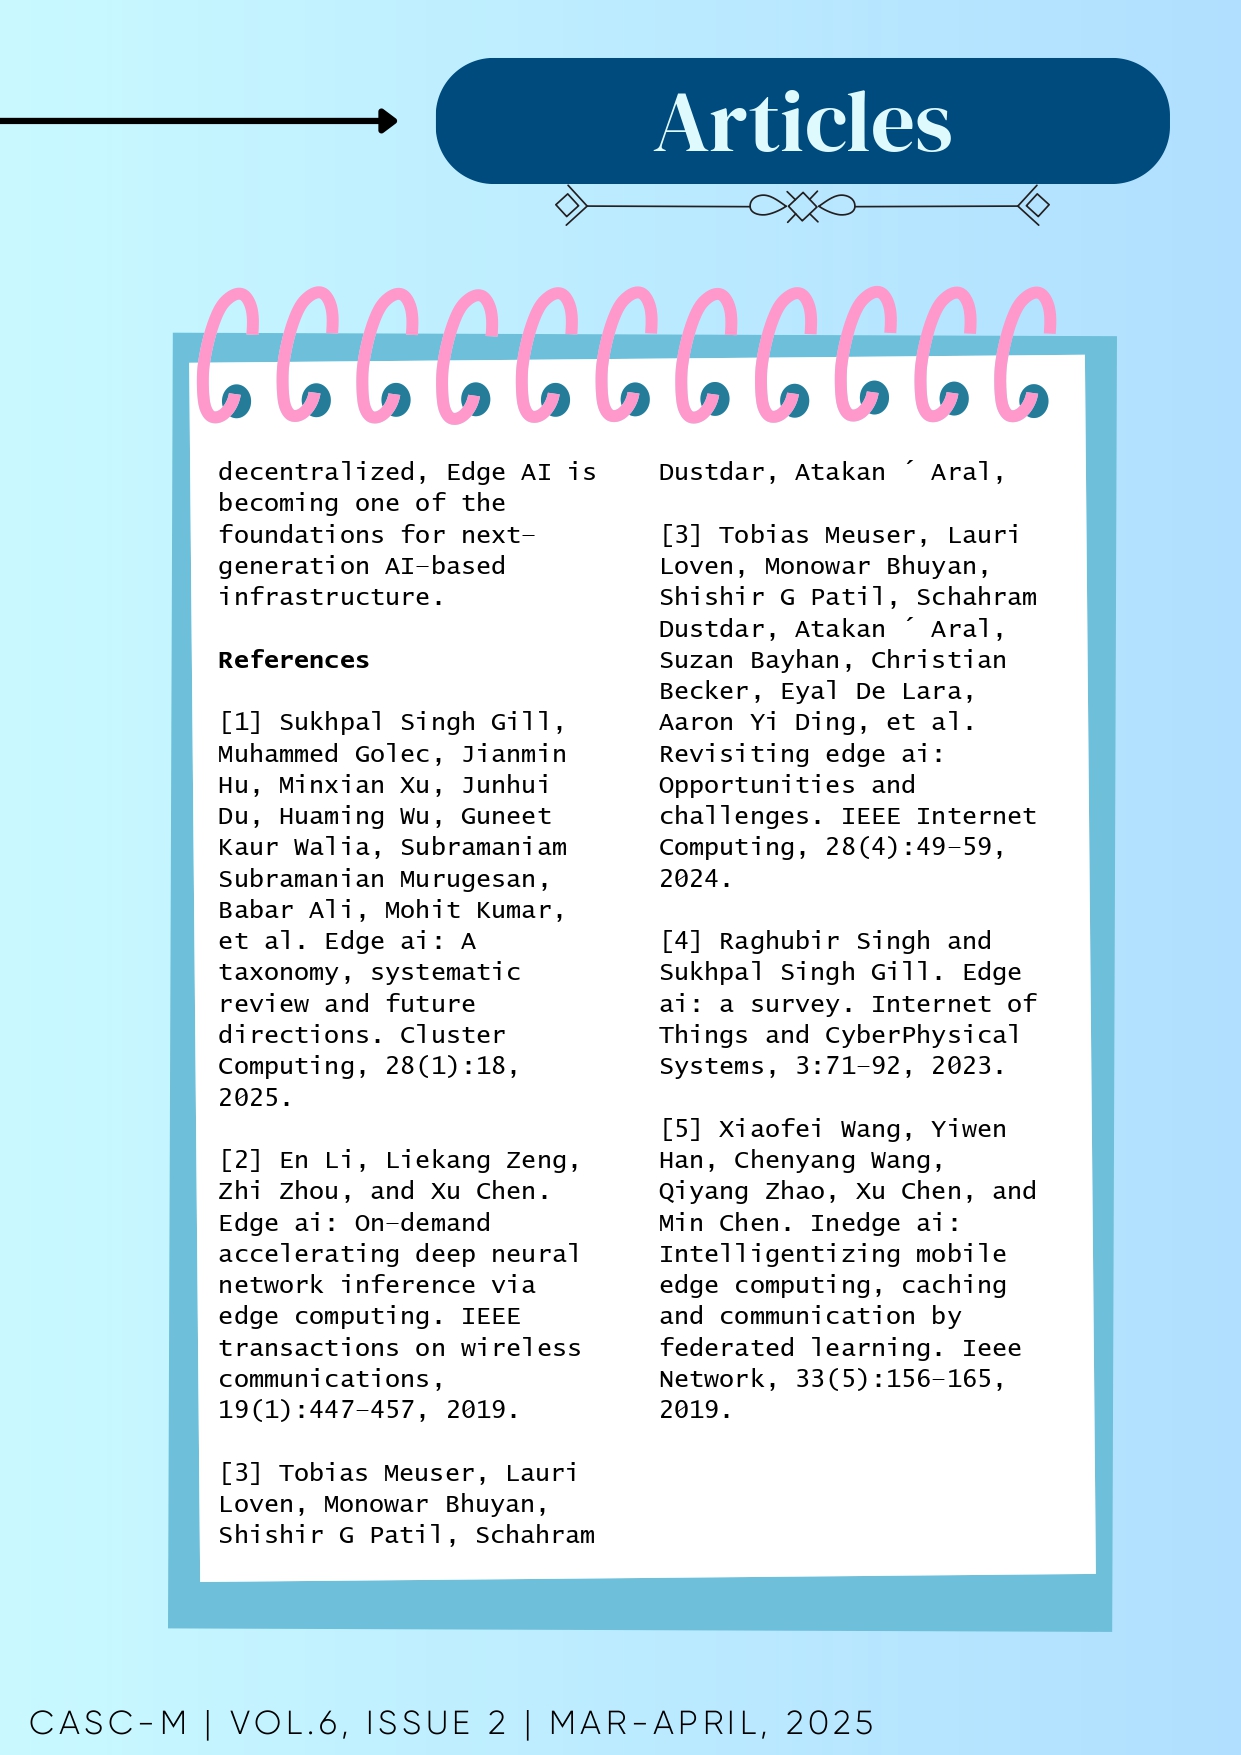 Articles
decentralized, Edge AI is
becoming one of the
foundations for next-
generation AI-based
infrastructure.
References
[1] Sukhpal Singh Gill,
Muhammed Golec, Jianmin
Hu, Minxian Xu, Junhui
Du, Huaming Wu, Guneet
Kaur Walia, Subramaniam
Subramanian Murugesan,
Babar Ali, Mohit Kumar,
et al. Edge ai: A
taxonomy, systematic
review and future
directions. Cluster
Computing, 28(1):18,
2025.
[2] En Li, Liekang Zeng,
Zhi Zhou, and Xu Chen.
Edge ai: On-demand
accelerating deep neural
network inference via
edge computing. IEEE
transactions on wireless
communications,
19(1):447-457, 2019.
[3] Tobias Meuser, Lauri
Loven, Monowar Bhuyan,
Shishir G Patil, Schahram
Dustdar, Atakan ´ Aral,
[3] Tobias Meuser, Lauri
Loven, Monowar Bhuyan,
Shishir G Patil, Schahram
Dustdar, Atakan ´ Aral,
Suzan Bayhan, Christian
Becker, Eyal De Lara,
Aaron Yi Ding, et al.
Revisiting edge ai:
Opportunities and
challenges. IEEE Internet
Computing, 28(4):49-59,
2024.
[4] Raghubir Singh and
Sukhpal Singh Gill. Edge
ai: a survey. Internet of
Things and CyberPhysical
Systems, 3:71-92, 2023.
[5] Xiaofei Wang, Yiwen
Han, Chenyang Wang,
Qiyang Zhao, Xu Chen, and
Min Chen. Inedge ai:
Intelligentizing mobile
edge computing, caching
and communication by
federated learning. Ieee
Network, 33(5):156-165,
2019.
CASC-M | VOL.6, ISSUE 2 | MAR-APRIL, 2025